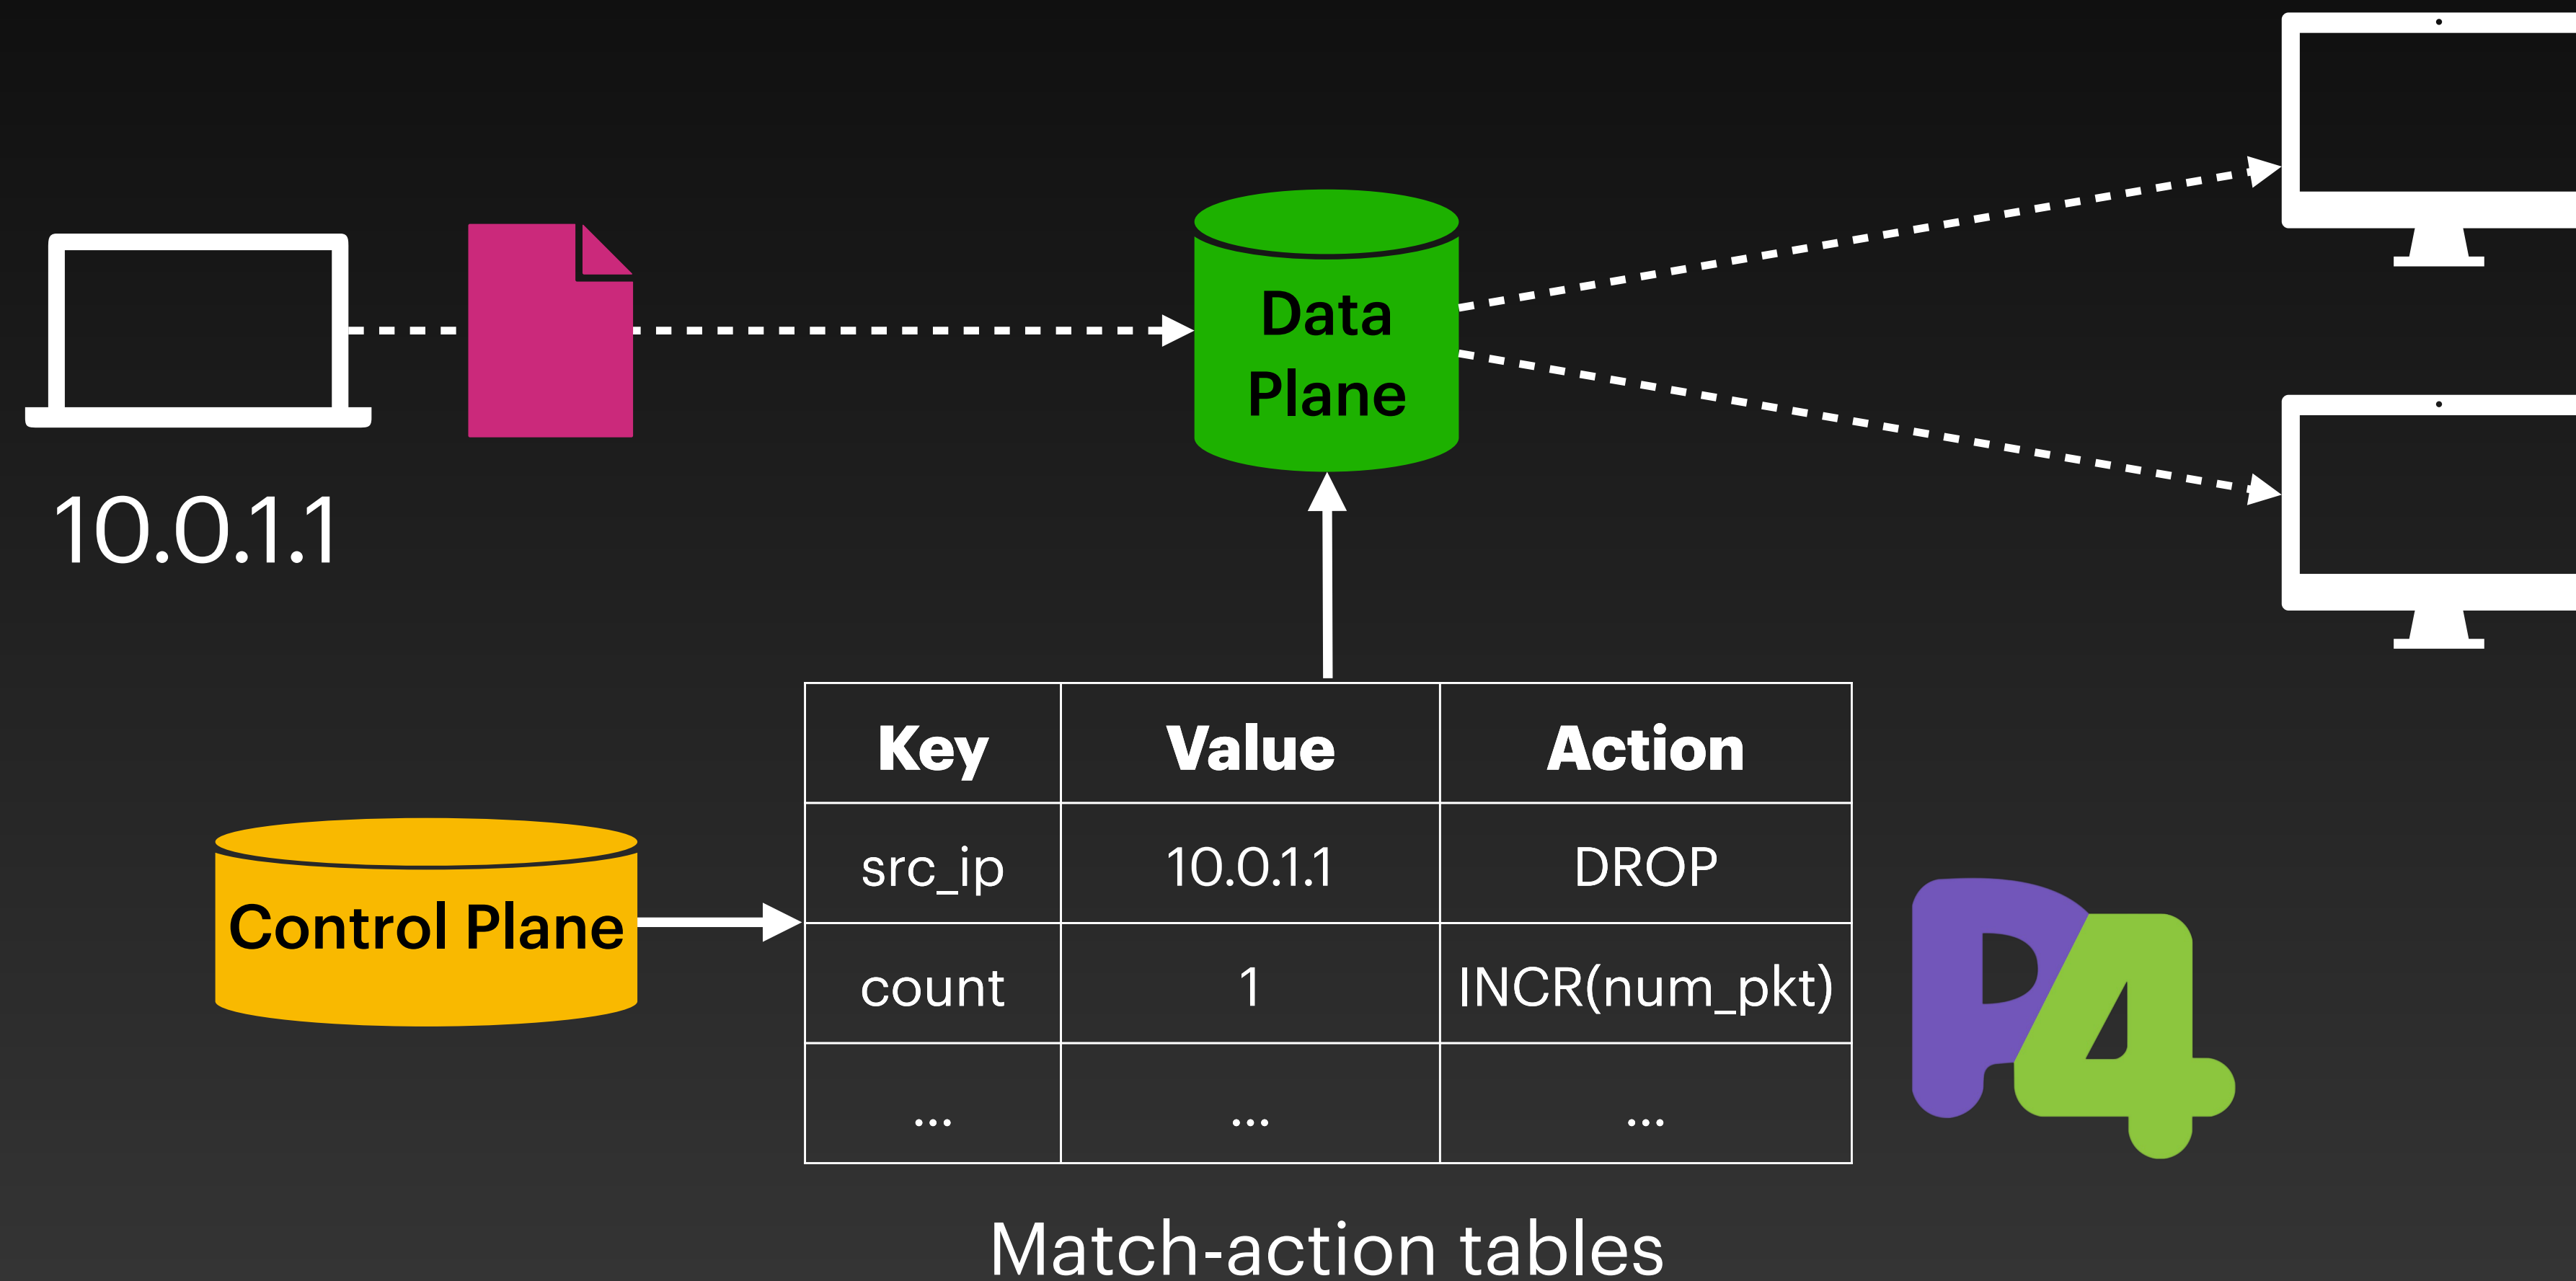 Data
Plane
10.0.1.1
Key Value Action
src_ip 10.0.1.1 DROP
Control Plane
count 1 INCR(num_pkt)
... ... ...
P4
Match-action tables